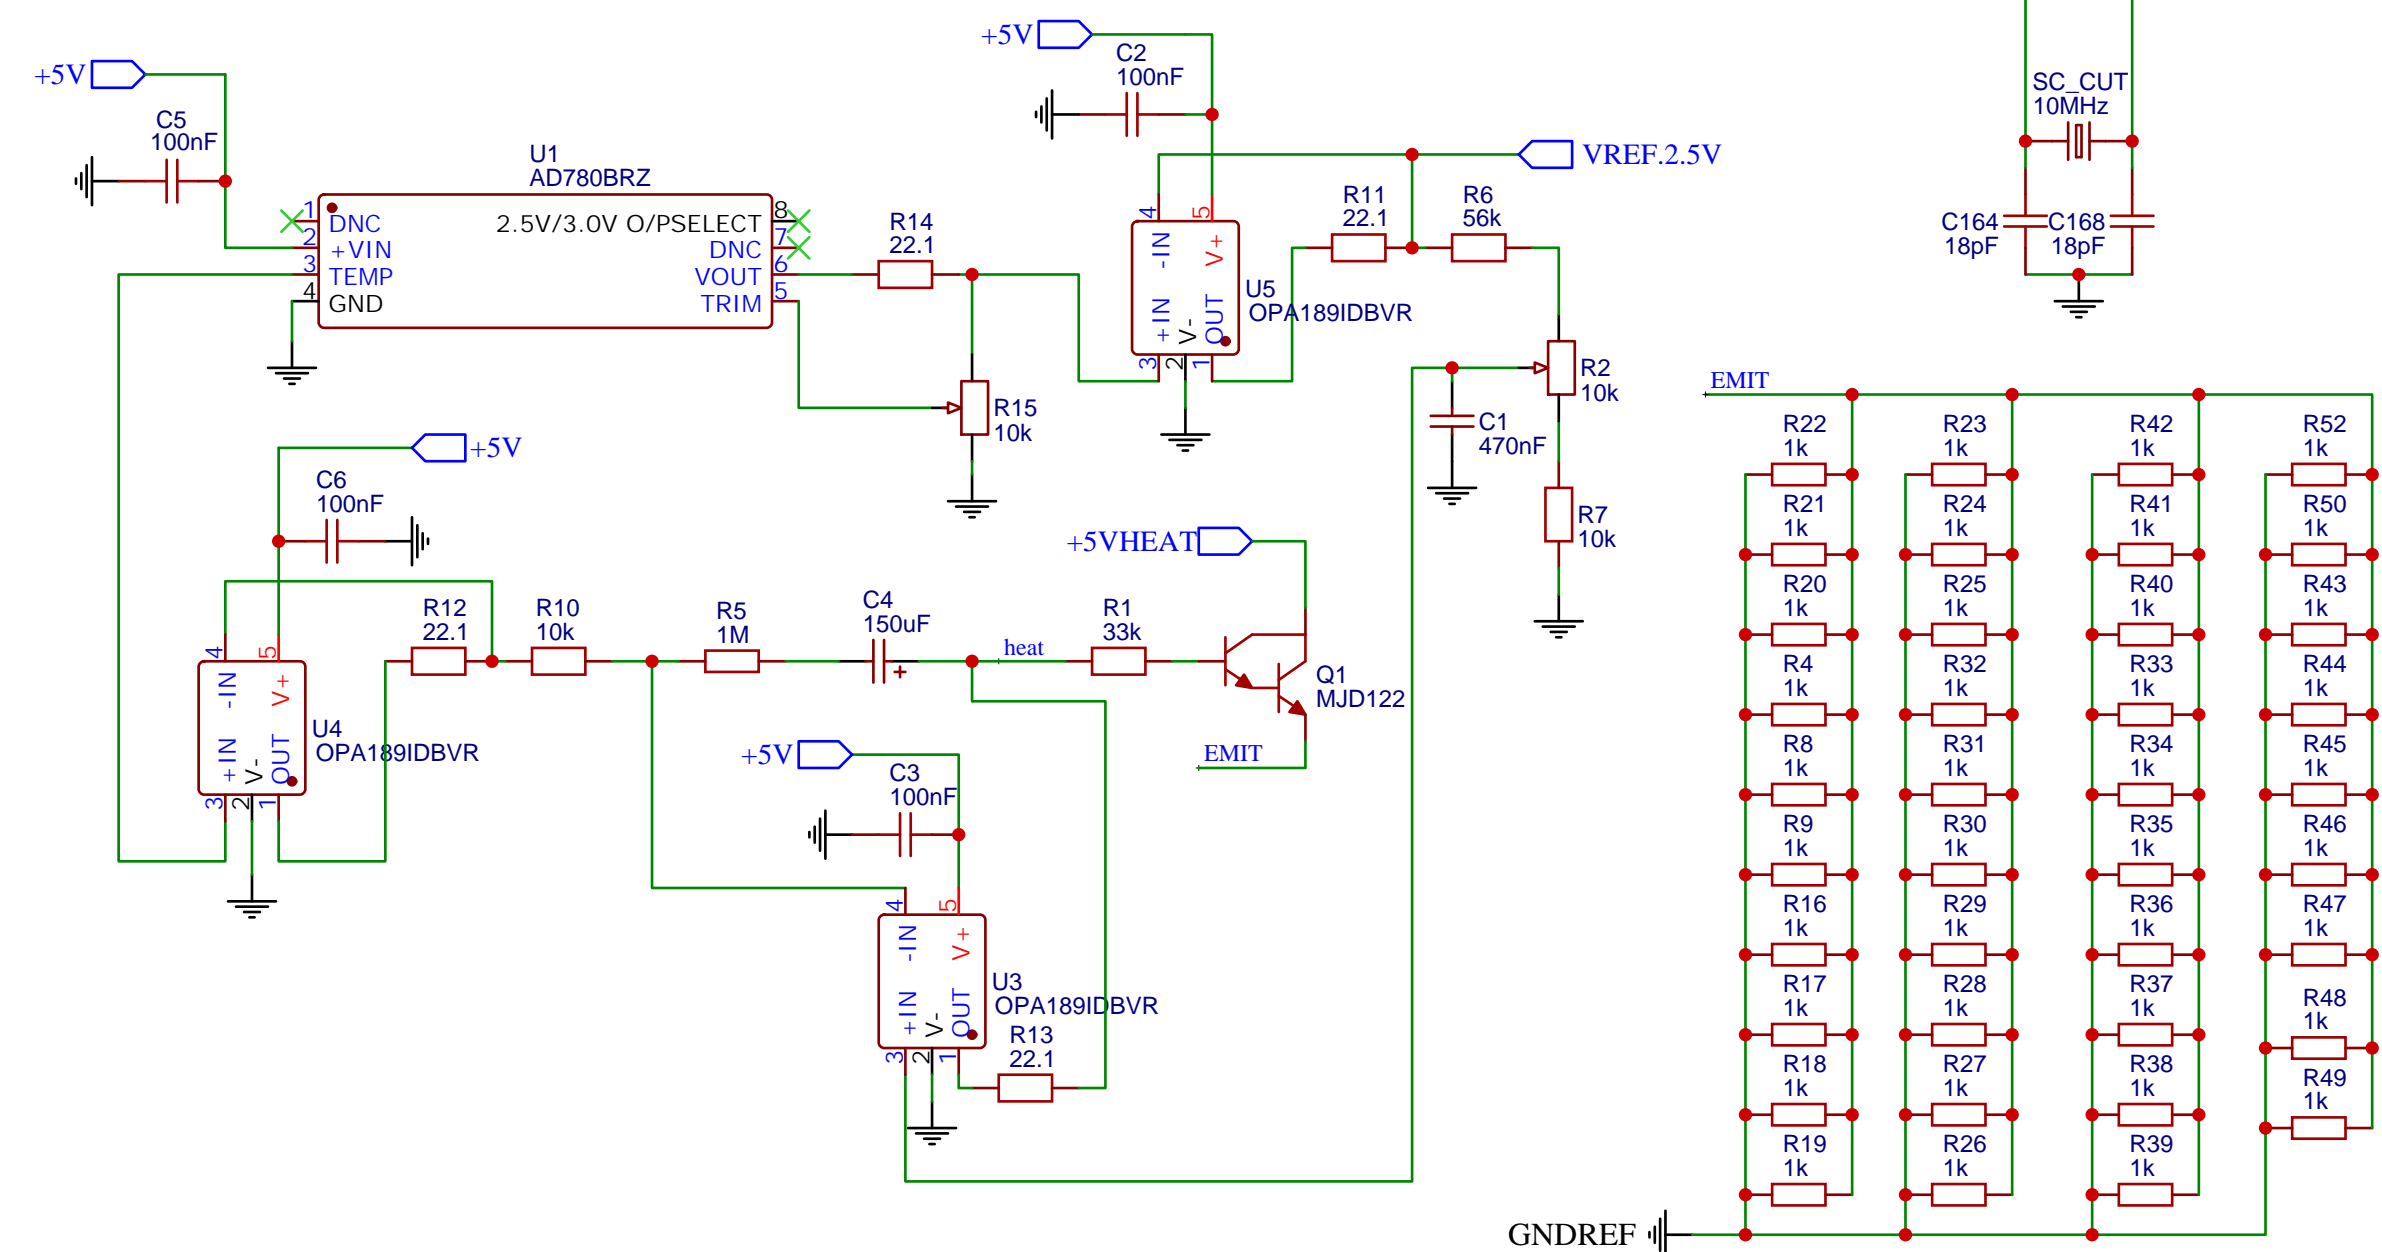 +5V
C5
100nF
U1
AD780BRZ
1
DNC
2
+VIN
3
TEMP
4
GND
2.5V/3.0V O/PSELECT
8
DNC
7
VOUT
6
TRIM
5
R14
22.1
R15
10k
+5V
C2
100nF
VREF.2.5V
4
5
-IN
V+
+IN
V-
OUT
3
2
1
U5
OPA189IDBVR
R11
22.1
R6
56k
R2
10k
C1
470nF
R7
10k
SC_CUT
10MHz
C164
18pF
C168
18pF
+5V
C6
100nF
4
5
-IN
V+
+IN
V-
OUT
3
2
1
U4
OPA189IDBVR
R12
22.1
R10
10k
R5
1M
C4
150uF
+
heat
R1
33k
+5VHEAT
Q1
MJD122
EMIT
+5V
C3
100nF
4
5
-IN
V+
+IN
V-
OUT
3
2
1
U3
OPA189IDBVR
R13
22.1
EMIT
R22
1k
R23
1k
R42
1k
R52
1k
R21
1k
R24
1k
R41
1k
R50
1k
R20
1k
R25
1k
R40
1k
R43
1k
R4
1k
R32
1k
R33
1k
R44
1k
R8
1k
R31
1k
R34
1k
R45
1k
R9
1k
R30
1k
R35
1k
R46
1k
R16
1k
R29
1k
R36
1k
R47
1k
R17
1k
R28
1k
R37
1k
R48
1k
R18
1k
R27
1k
R38
1k
R49
1k
R19
1k
R26
1k
R39
1k
GNDREF